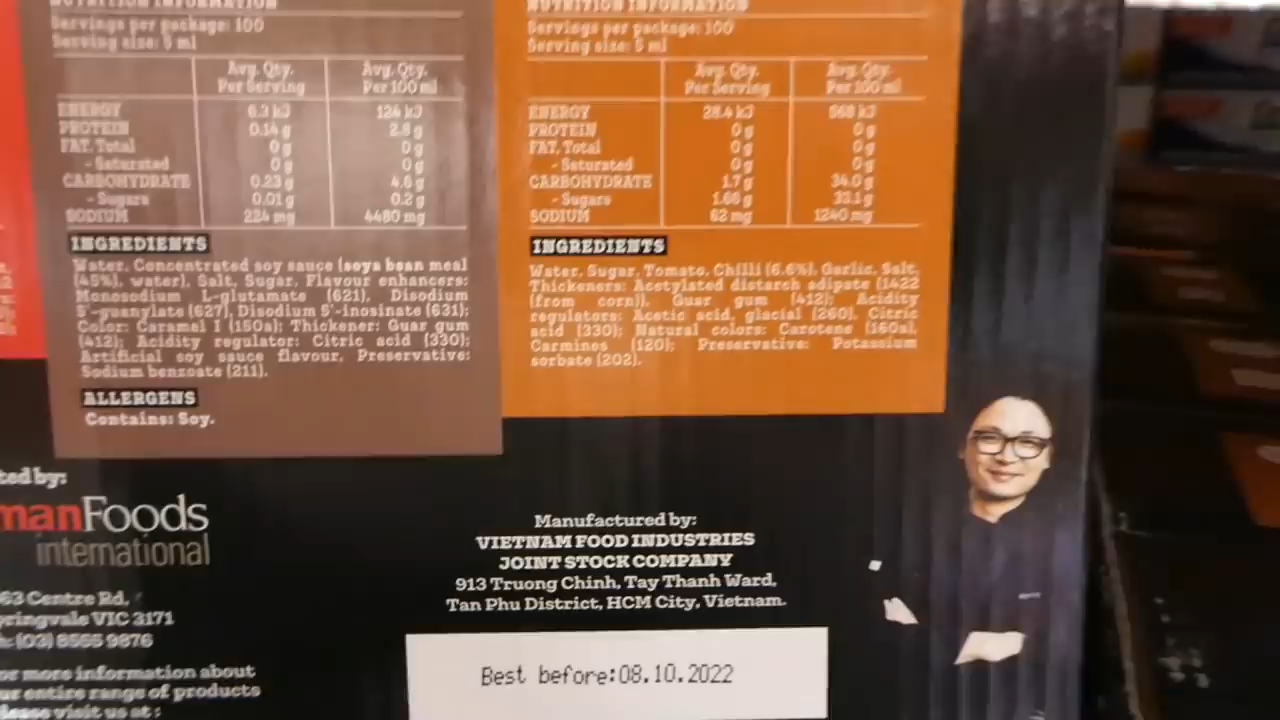 NUTRITION INFORMATION
Servings per package: 100
Serving size: 5 ml
Avg. Qty. Per Serving Avg. Qty. Per 100 ml
ENERGY 6.3 kJ 124 kJ
PROTEIN 0.14 g 2.8 g
FAT, Total 0 g 0 g
- Saturated 0 g 0 g
CARBOHYDRATE 0.23 g 4.6 g
- Sugars 0.01 g 0.2 g
SODIUM 224 mg 4480 mg
INGREDIENTS
Water, Concentrated soy sauce (soya bean meal
(45%), water), Salt, Sugar, Flavour enhancers:
Monosodium L-glutamate (621), Disodium
5'-guanylate (627), Disodium 5'-inosinate (631);
Color: Caramel I (150a); Thickener: Guar gum
(412); Acidity regulator: Citric acid (330);
Artificial soy sauce flavour, Preservative:
Sodium benzoate (211).
ALLERGENS
Contains: Soy.
NUTRITION INFORMATION
Servings per package: 100
Serving size: 5 ml
Avg. Qty. Per Serving Avg. Qty. Per 100 ml
ENERGY 28.4 kJ 568 kJ
PROTEIN 0 g 0 g
FAT, Total 0 g 0 g
- Saturated 0 g 0 g
CARBOHYDRATE 1.7 g 34.0 g
- Sugars 1.66 g 33.1 g
SODIUM 62 mg 1240 mg
INGREDIENTS
Water, Sugar, Tomato, Chilli (6.6%), Garlic, Salt,
Thickeners: Acetylated distarch adipate (1422
(from corn)), Guar gum (412); Acidity
regulators: Acetic acid, glacial (260), Citric
acid (330); Natural colors: Carotene (160a),
Carmines (120); Preservative: Potassium
sorbate (202).
ted by:
manFoods
international
63 Centre Rd,
pringvale VIC 3171
h: (03) 8555 9876
or more information about
ur entire range of products
lease visit us at:
Manufactured by:
VIETNAM FOOD INDUSTRIES
JOINT STOCK COMPANY
913 Truong Chinh, Tay Thanh Ward,
Tan Phu District, HCM City, Vietnam.
Best before:08.10.2022